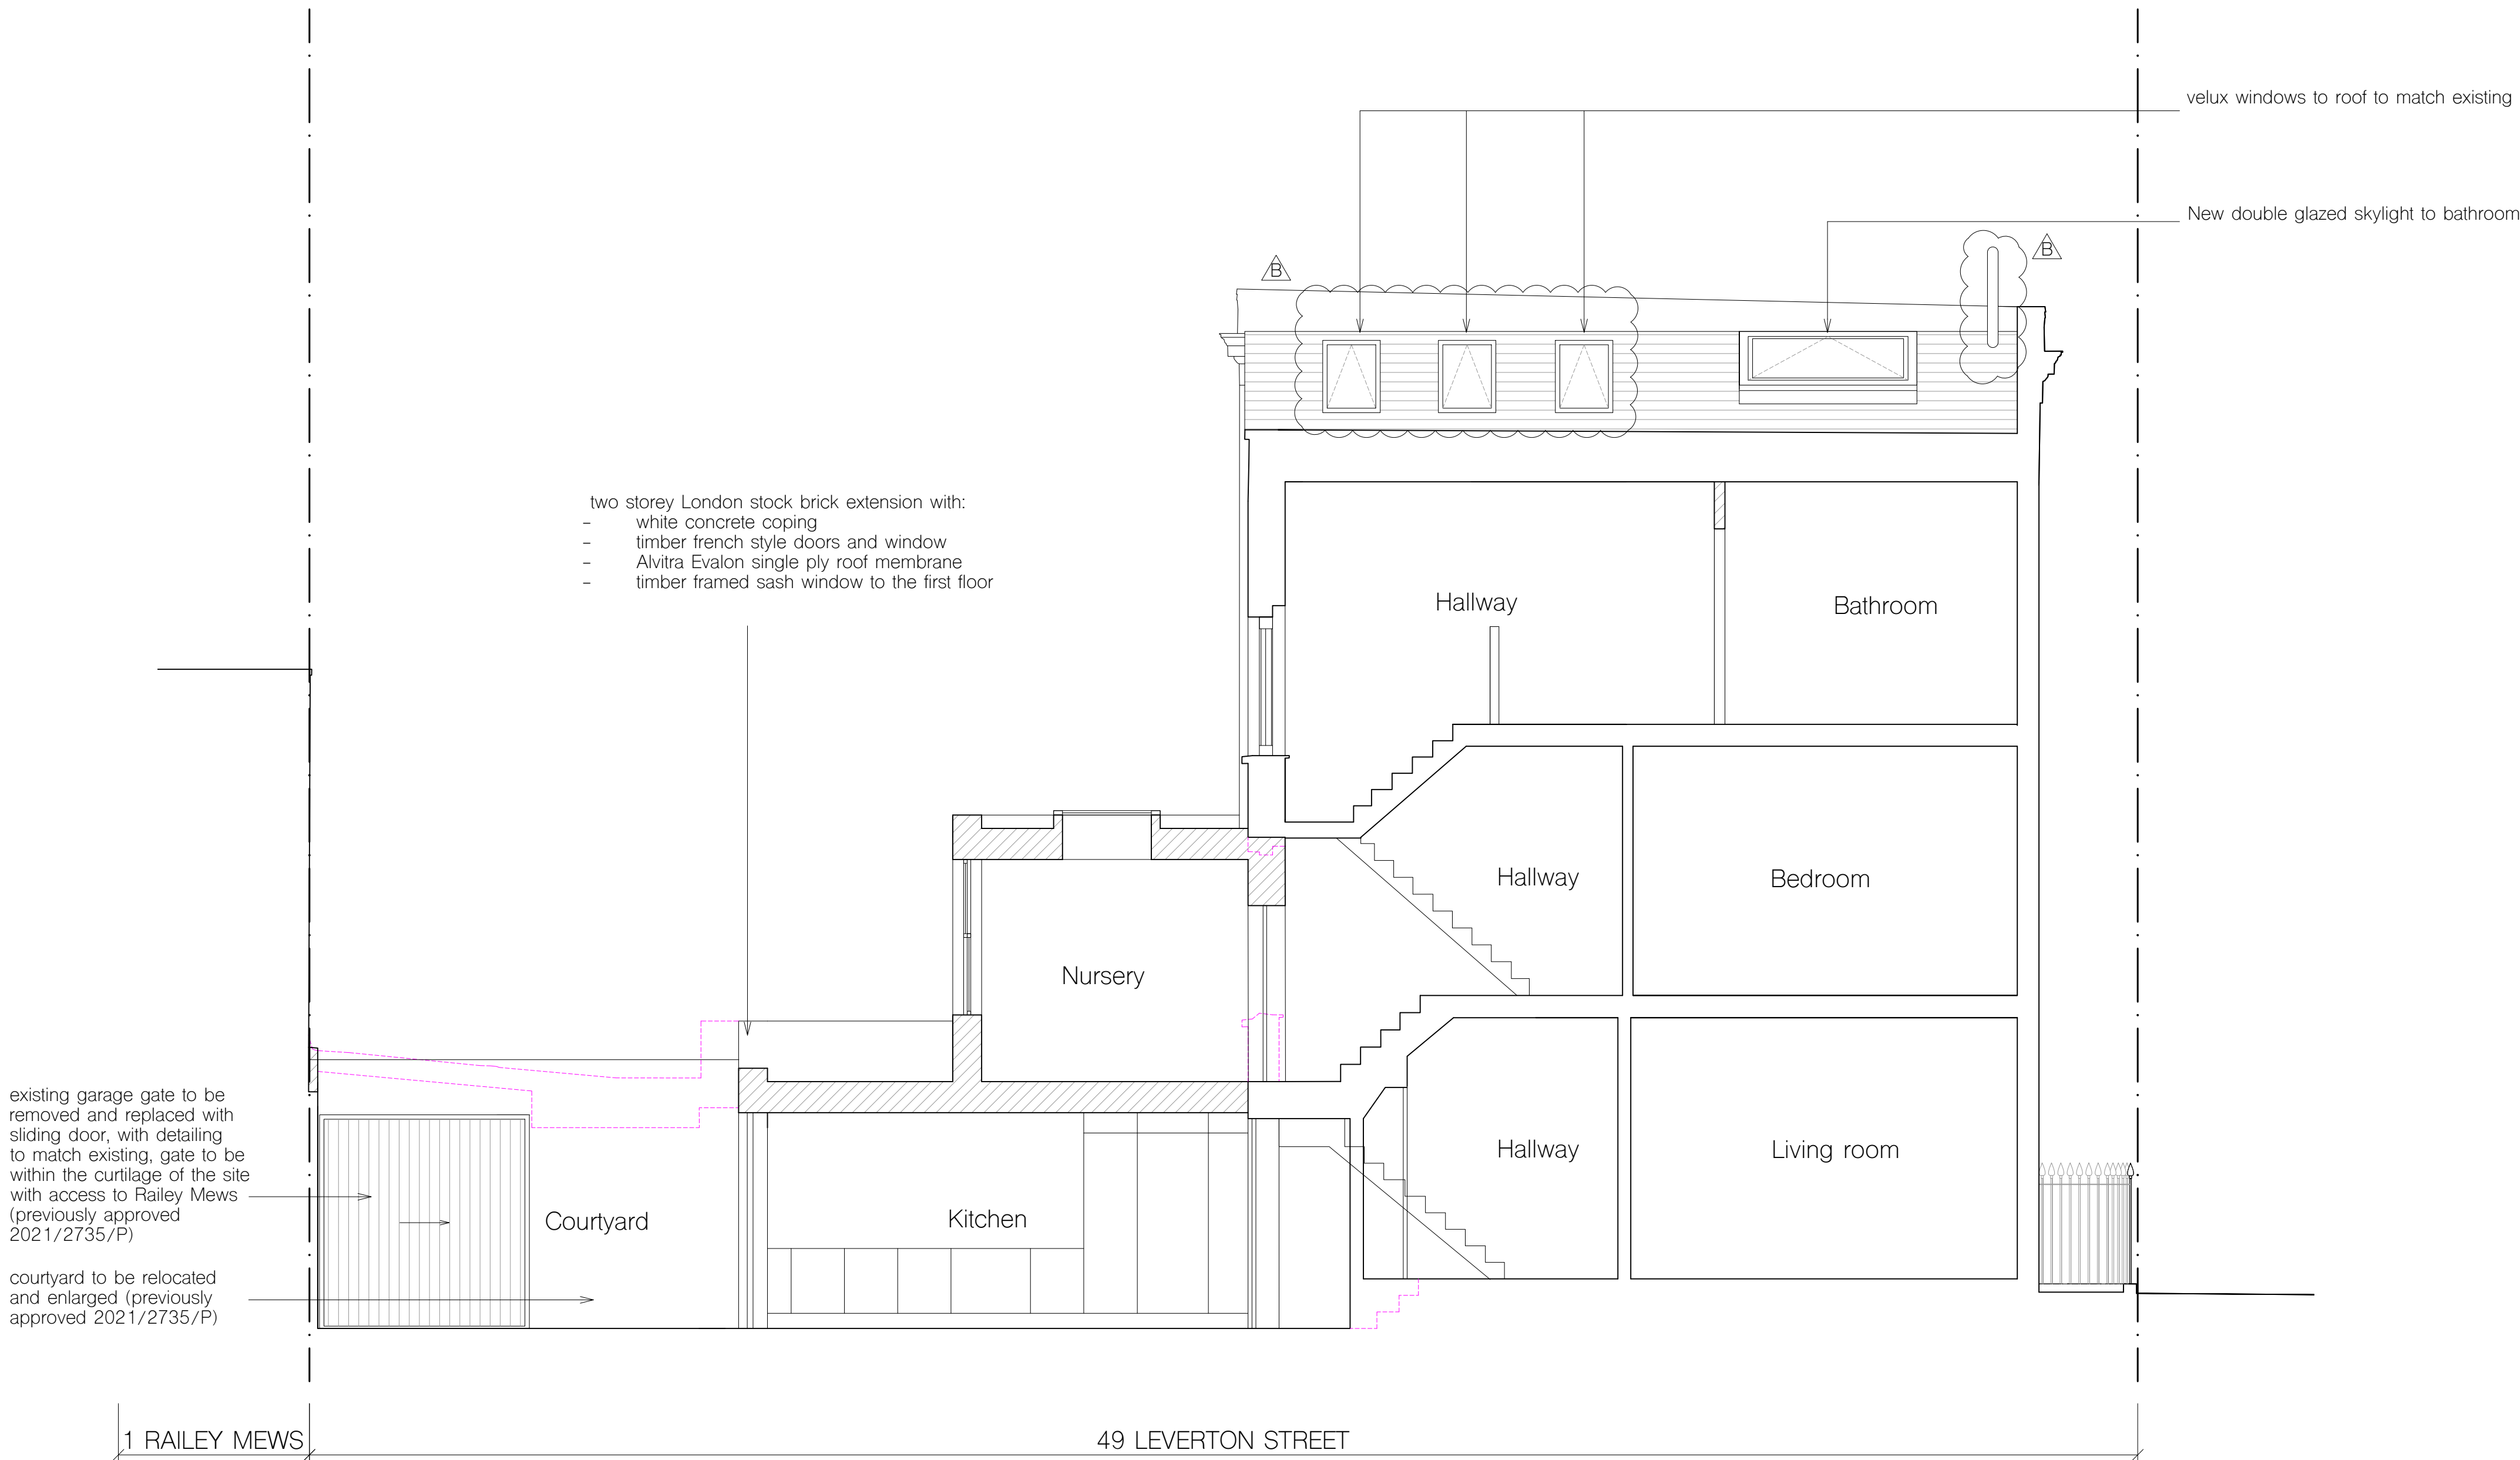 velux windows to roof to match existing
New double glazed skylight to bathroom
B
B
two storey London stock brick extension with:
- white concrete coping
- timber french style doors and window
- Alvitra Evalon single ply roof membrane
- timber framed sash window to the first floor
Hallway
Bathroom
Hallway
Bedroom
Nursery
existing garage gate to be
removed and replaced with
sliding door, with detailing
to match existing, gate to be
within the curtilage of the site
with access to Railey Mews
(previously approved
2021/2735/P)
Courtyard
Kitchen
Hallway
Living room
courtyard to be relocated
and enlarged (previously
approved 2021/2735/P)
1 RAILEY MEWS
49 LEVERTON STREET